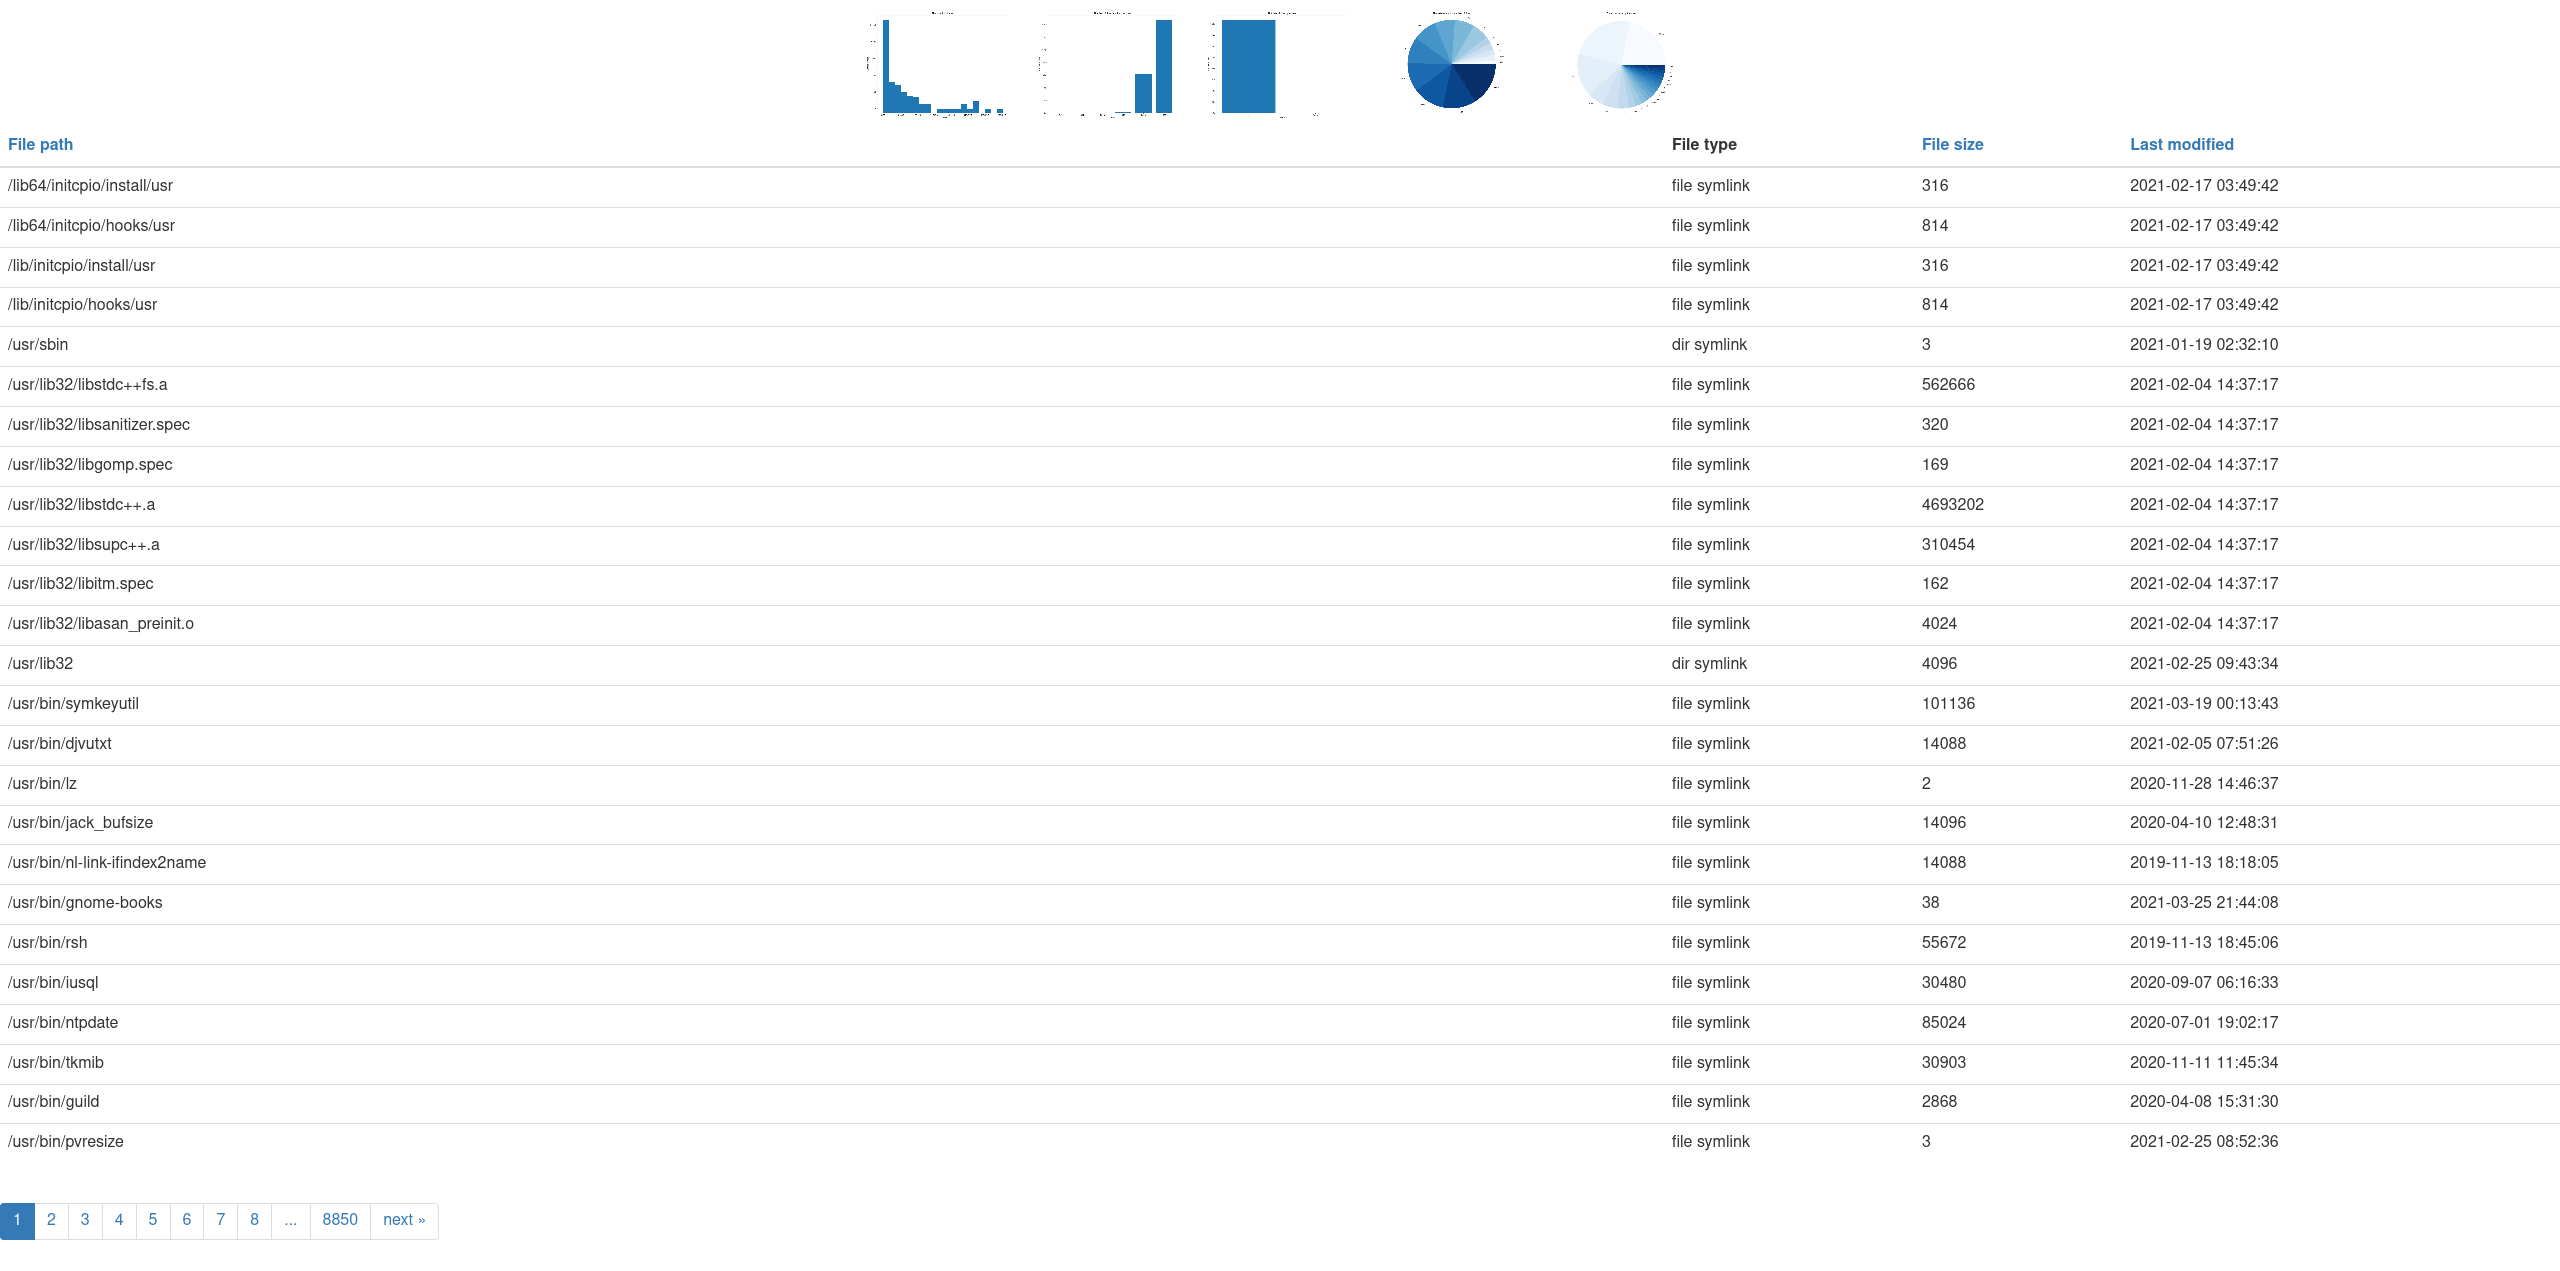 File path File type File size Last modified
/lib64/initcpio/install/usr file symlink 316 2021-02-17 03:49:42
/lib64/initcpio/hooks/usr file symlink 814 2021-02-17 03:49:42
/lib/initcpio/install/usr file symlink 316 2021-02-17 03:49:42
/lib/initcpio/hooks/usr file symlink 814 2021-02-17 03:49:42
/usr/sbin dir symlink 3 2021-01-19 02:32:10
/usr/lib32/libstdc++fs.a file symlink 562666 2021-02-04 14:37:17
/usr/lib32/libsanitizer.spec file symlink 320 2021-02-04 14:37:17
/usr/lib32/libgomp.spec file symlink 169 2021-02-04 14:37:17
/usr/lib32/libstdc++.a file symlink 4693202 2021-02-04 14:37:17
/usr/lib32/libsupc++.a file symlink 310454 2021-02-04 14:37:17
/usr/lib32/libitm.spec file symlink 162 2021-02-04 14:37:17
/usr/lib32/libasan_preinit.o file symlink 4024 2021-02-04 14:37:17
/usr/lib32 dir symlink 4096 2021-02-25 09:43:34
/usr/bin/symkeyutil file symlink 101136 2021-03-19 00:13:43
/usr/bin/djvutxt file symlink 14088 2021-02-05 07:51:26
/usr/bin/lz file symlink 2 2020-11-28 14:46:37
/usr/bin/jack_bufsize file symlink 14096 2020-04-10 12:48:31
/usr/bin/nl-link-ifindex2name file symlink 14088 2019-11-13 18:18:05
/usr/bin/gnome-books file symlink 38 2021-03-25 21:44:08
/usr/bin/rsh file symlink 55672 2019-11-13 18:45:06
/usr/bin/iusql file symlink 30480 2020-09-07 06:16:33
/usr/bin/ntpdate file symlink 85024 2020-07-01 19:02:17
/usr/bin/tkmib file symlink 30903 2020-11-11 11:45:34
/usr/bin/guild file symlink 2868 2020-04-08 15:31:30
/usr/bin/pvresize file symlink 3 2021-02-25 08:52:36
1 2 3 4 5 6 7 8 ... 8850 next »